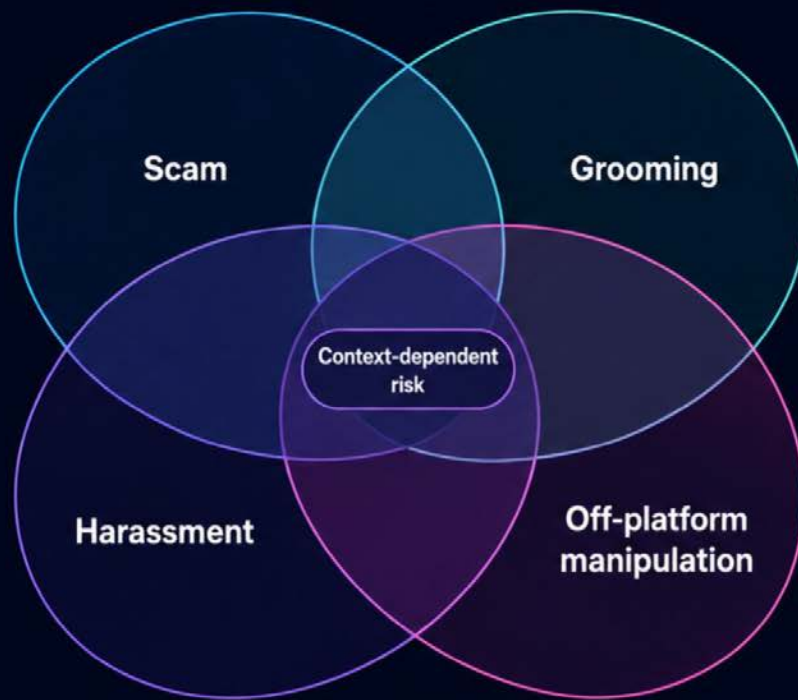 Scam
Grooming
Context-dependent
risk
Harassment
Off-platform
manipulation